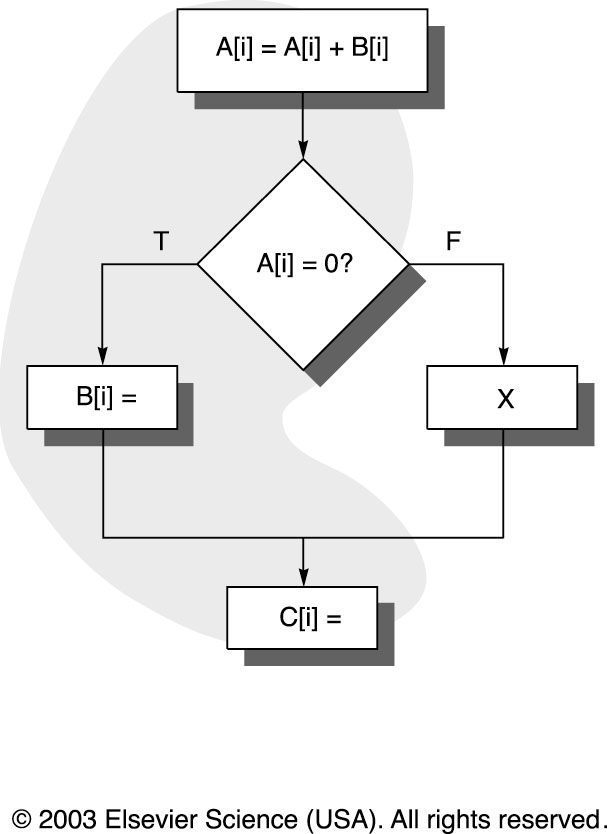 A[i] = A[i] + B[i]
A[i] = 0?
T
F
B[i] =
X
C[i] =
© 2003 Elsevier Science (USA). All rights reserved.